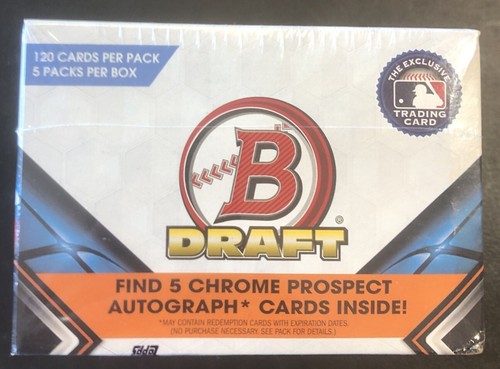 120 CARDS PER PACK
5 PACKS PER BOX
THE EXCLUSIVE
TRADING
CARD
B
DRAFT
©
FIND 5 CHROME PROSPECT
AUTOGRAPH* CARDS INSIDE!
*MAY CONTAIN REDEMPTION CARDS WITH EXPIRATION DATES.
(NO PURCHASE NECESSARY. SEE PACK FOR DETAILS.)